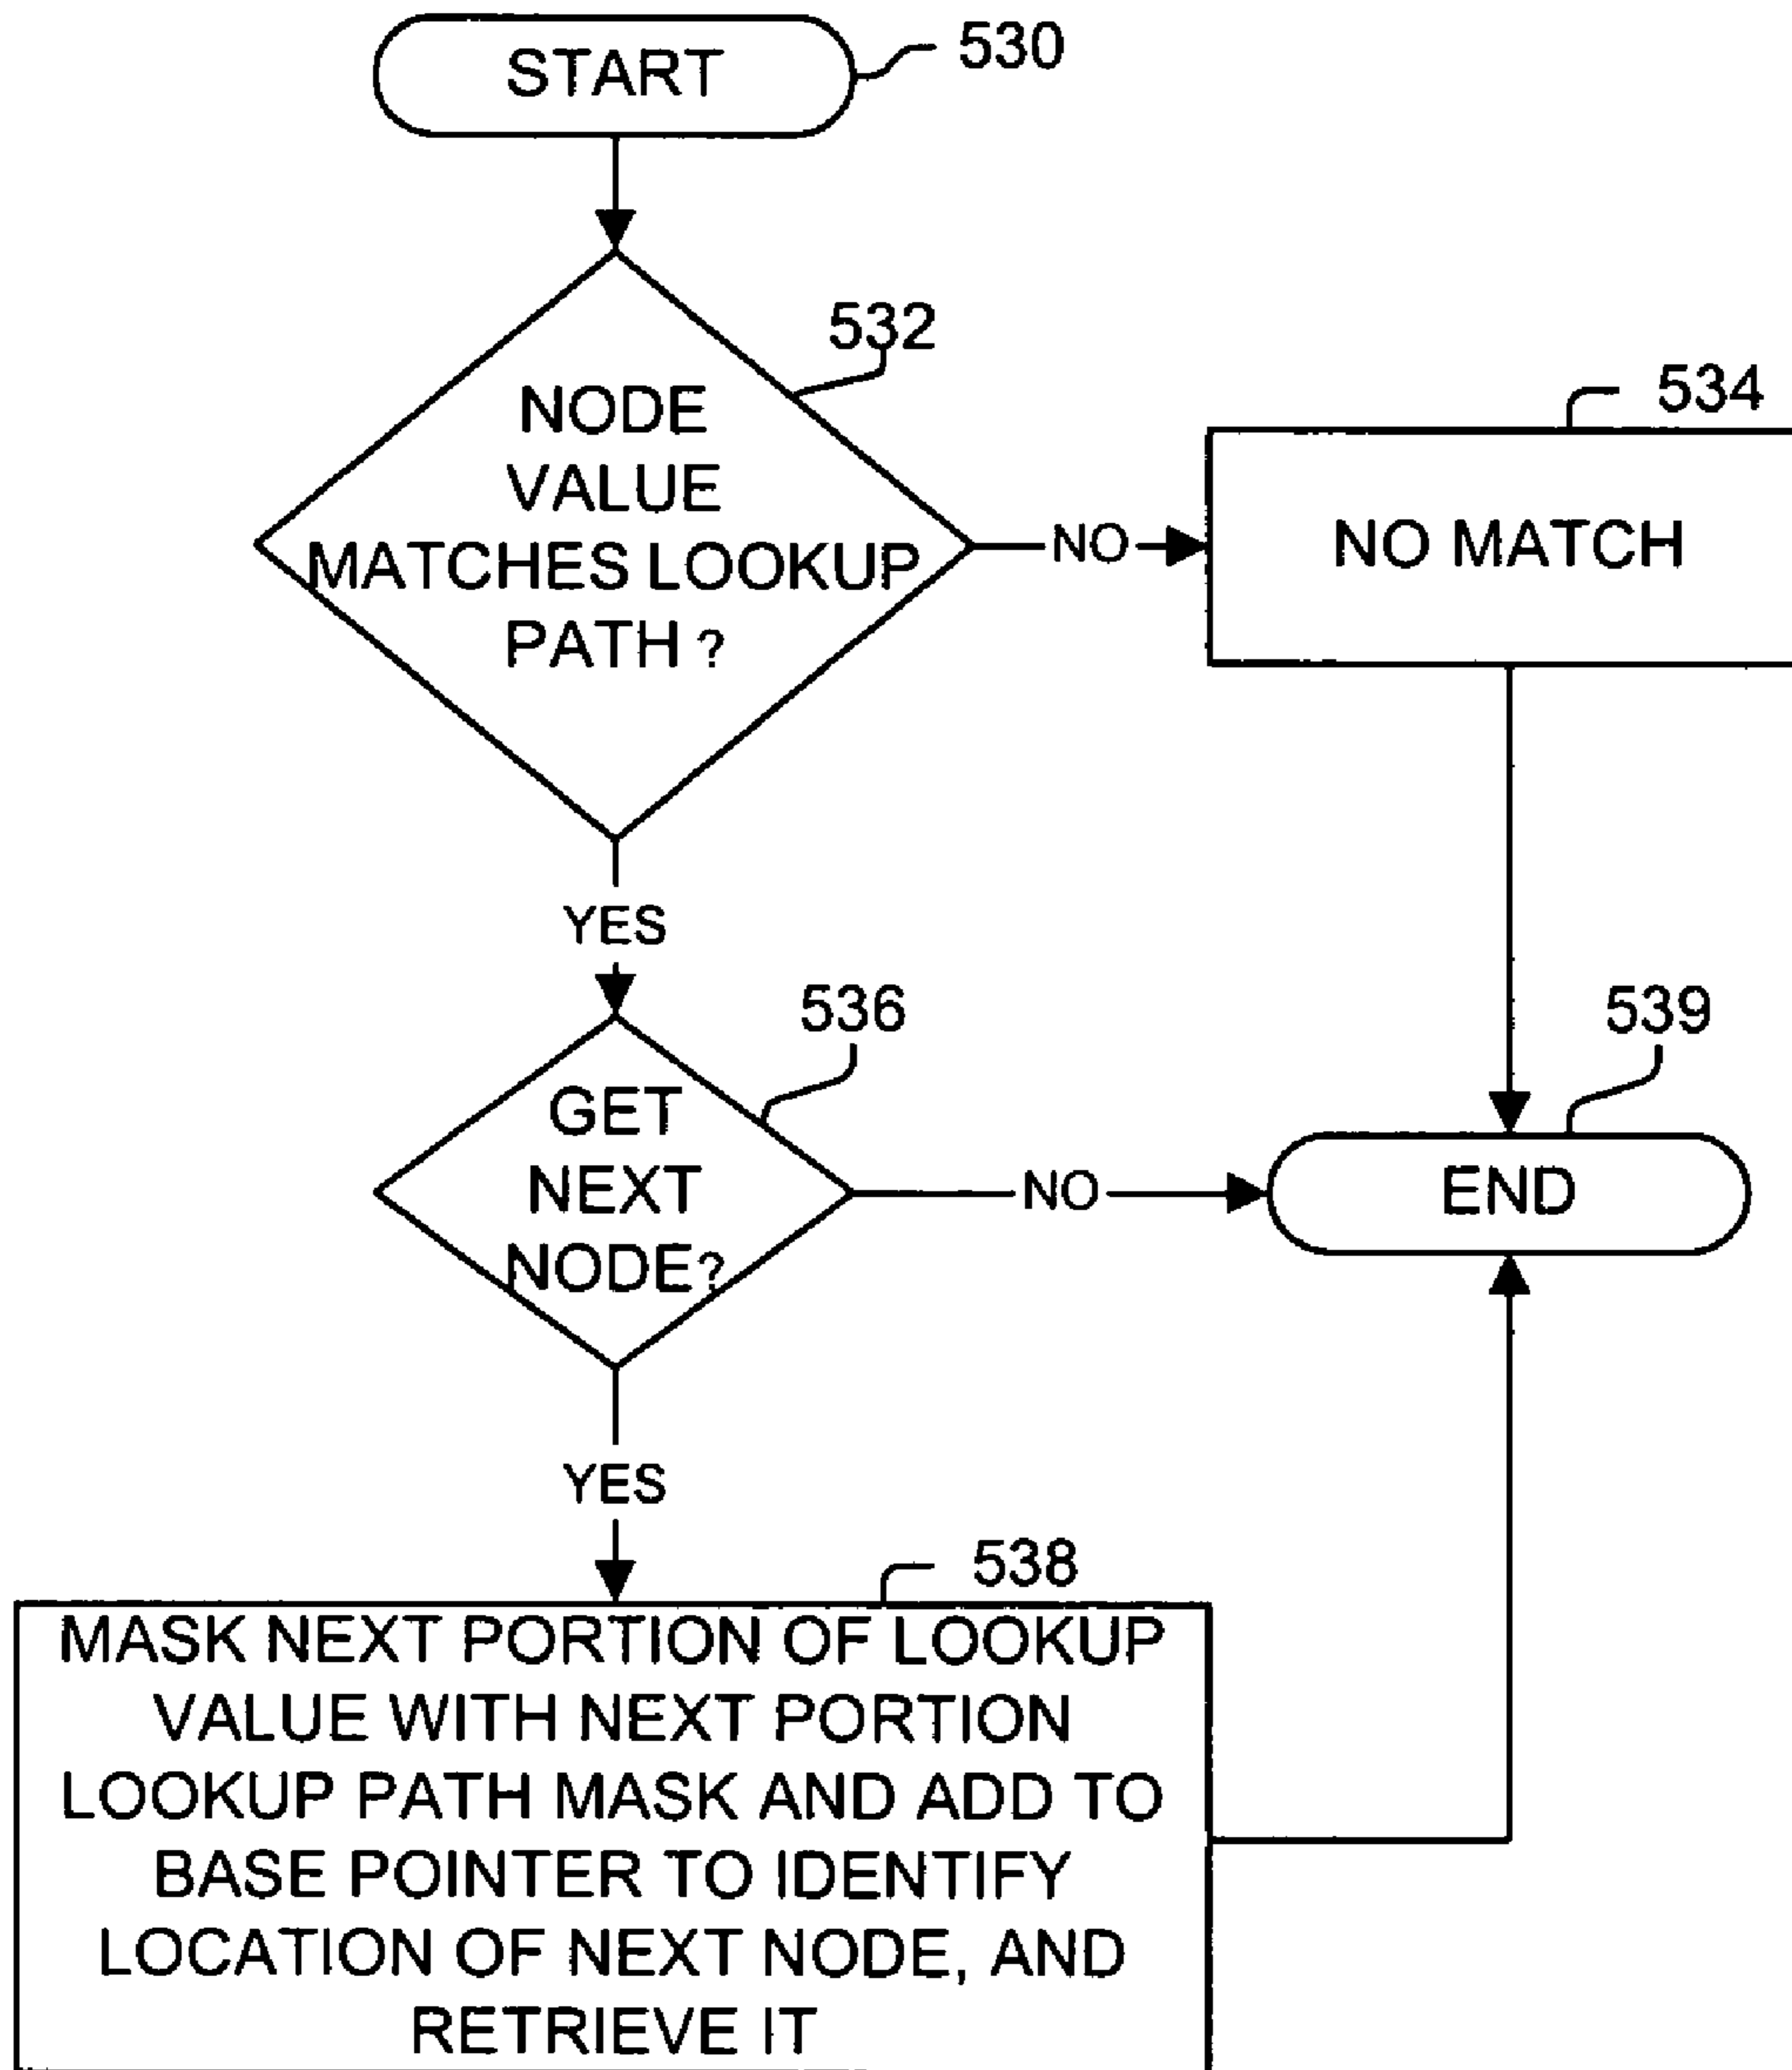 START
530
532
NODE
VALUE
MATCHES LOOKUP
PATH ?
NO
534
NO MATCH
YES
536
GET
NEXT
NODE?
NO
539
END
YES
538
MASK NEXT PORTION OF LOOKUP
VALUE WITH NEXT PORTION
LOOKUP PATH MASK AND ADD TO
BASE POINTER TO IDENTIFY
LOCATION OF NEXT NODE, AND
RETRIEVE IT